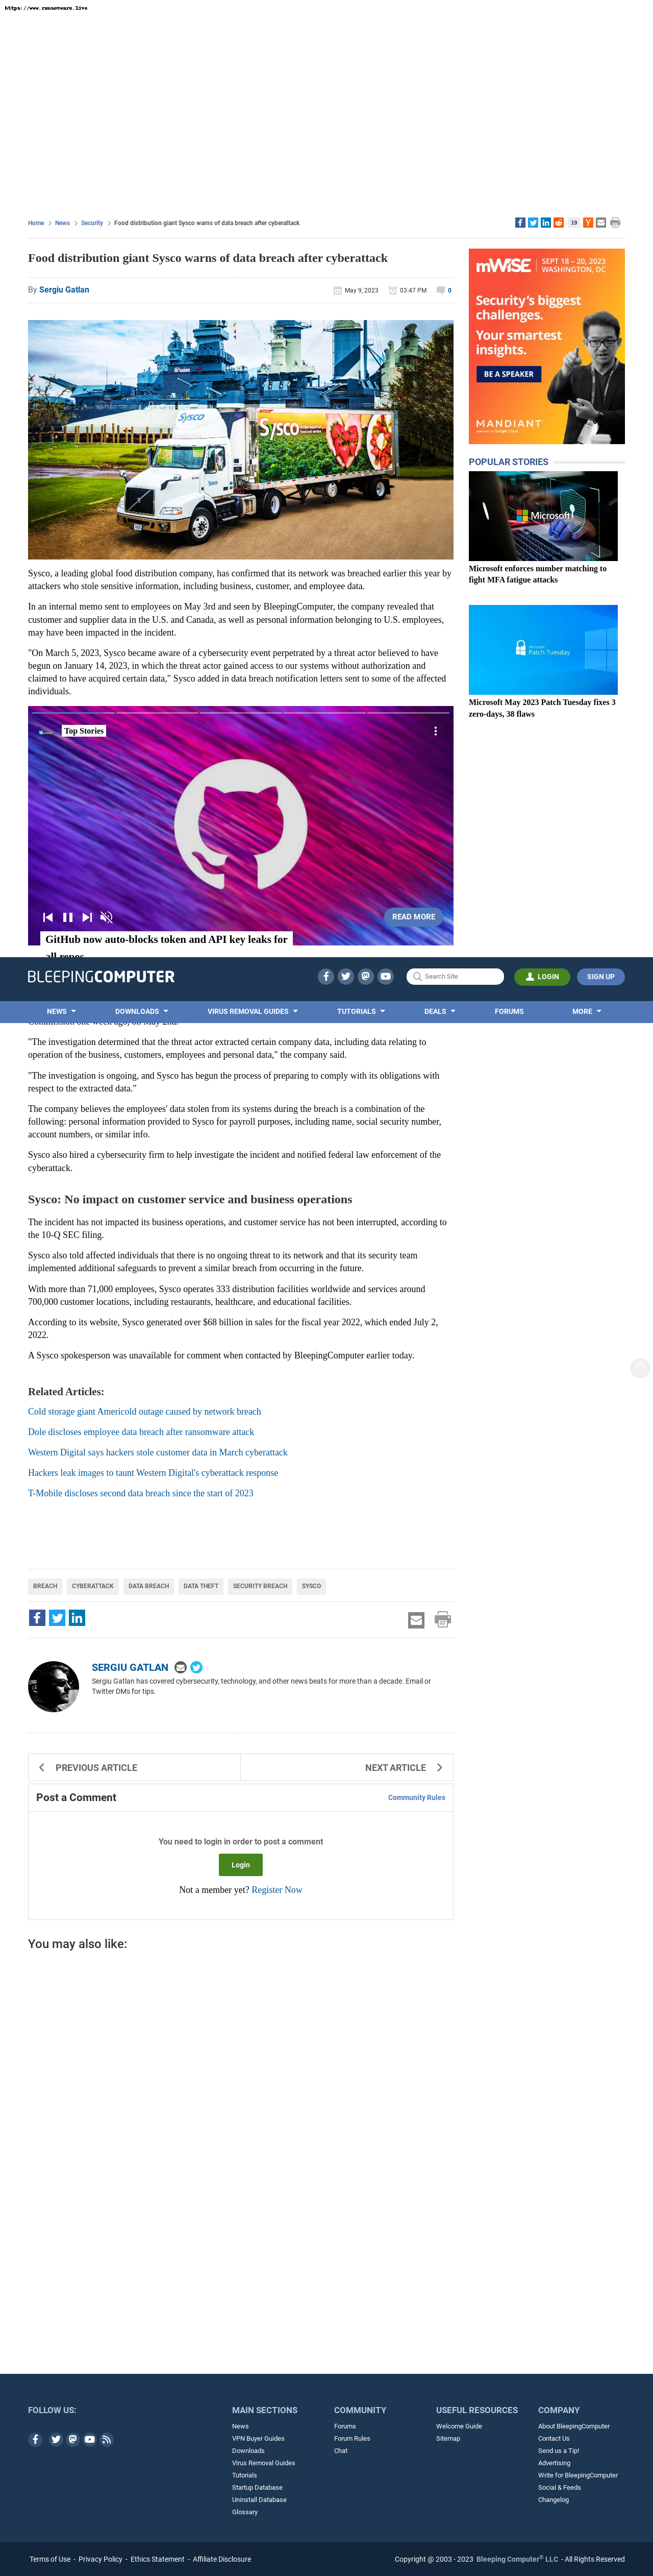 https://www.ransomware.live
Home > News > Security > Food distribution giant Sysco warns of data breach after cyberattack
19
Food distribution giant Sysco warns of data breach after cyberattack
By Sergiu Gatlan
May 9, 2023
03:47 PM
0
Sysco
Sysco
Sysco, a leading global food distribution company, has confirmed that its network was breached earlier this year by
attackers who stole sensitive information, including business, customer, and employee data.
In an internal memo sent to employees on May 3rd and seen by BleepingComputer, the company revealed that
customer and supplier data in the U.S. and Canada, as well as personal information belonging to U.S. employees,
may have been impacted in the incident.
"On March 5, 2023, Sysco became aware of a cybersecurity event perpetrated by a threat actor believed to have
begun on January 14, 2023, in which the threat actor gained access to our systems without authorization and
claimed to have acquired certain data," Sysco added in data breach notification letters sent to some of the affected
individuals.
Top Stories
READ MORE
GitHub now auto-blocks token and API key leaks for
all repos
mWISE
SEPT 18 – 20, 2023
WASHINGTON, DC
Security's biggest
challenges.
Your smartest
insights.
BE A SPEAKER
MANDIANT
POPULAR STORIES
Microsoft
Microsoft enforces number matching to
fight MFA fatigue attacks
Microsoft
Patch Tuesday
Microsoft May 2023 Patch Tuesday fixes 3
zero-days, 38 flaws
BLEEPINGCOMPUTER
Search Site
LOGIN
SIGN UP
NEWS
DOWNLOADS
VIRUS REMOVAL GUIDES
TUTORIALS
DEALS
FORUMS
MORE
Commission one week ago, on May 2nd.
"The investigation determined that the threat actor extracted certain company data, including data relating to
operation of the business, customers, employees and personal data," the company said.
"The investigation is ongoing, and Sysco has begun the process of preparing to comply with its obligations with
respect to the extracted data."
The company believes the employees' data stolen from its systems during the breach is a combination of the
following: personal information provided to Sysco for payroll purposes, including name, social security number,
account numbers, or similar info.
Sysco also hired a cybersecurity firm to help investigate the incident and notified federal law enforcement of the
cyberattack.
Sysco: No impact on customer service and business operations
The incident has not impacted its business operations, and customer service has not been interrupted, according to
the 10-Q SEC filing.
Sysco also told affected individuals that there is no ongoing threat to its network and that its security team
implemented additional safeguards to prevent a similar breach from occurring in the future.
With more than 71,000 employees, Sysco operates 333 distribution facilities worldwide and services around
700,000 customer locations, including restaurants, healthcare, and educational facilities.
According to its website, Sysco generated over $68 billion in sales for the fiscal year 2022, which ended July 2,
2022.
A Sysco spokesperson was unavailable for comment when contacted by BleepingComputer earlier today.
Related Articles:
Cold storage giant Americold outage caused by network breach
Dole discloses employee data breach after ransomware attack
Western Digital says hackers stole customer data in March cyberattack
Hackers leak images to taunt Western Digital's cyberattack response
T-Mobile discloses second data breach since the start of 2023
BREACH
CYBERATTACK
DATA BREACH
DATA THEFT
SECURITY BREACH
SYSCO
SERGIU GATLAN
Sergiu Gatlan has covered cybersecurity, technology, and other news beats for more than a decade. Email or
Twitter DMs for tips.
PREVIOUS ARTICLE
NEXT ARTICLE
Post a Comment
Community Rules
You need to login in order to post a comment
Login
Not a member yet? Register Now
You may also like:
FOLLOW US:
MAIN SECTIONS
News
VPN Buyer Guides
Downloads
Virus Removal Guides
Tutorials
Startup Database
Uninstall Database
Glossary
COMMUNITY
Forums
Forum Rules
Chat
USEFUL RESOURCES
Welcome Guide
Sitemap
COMPANY
About BleepingComputer
Contact Us
Send us a Tip!
Advertising
Write for BleepingComputer
Social & Feeds
Changelog
Terms of Use - Privacy Policy - Ethics Statement - Affiliate Disclosure
Copyright @ 2003 - 2023 Bleeping Computer® LLC - All Rights Reserved